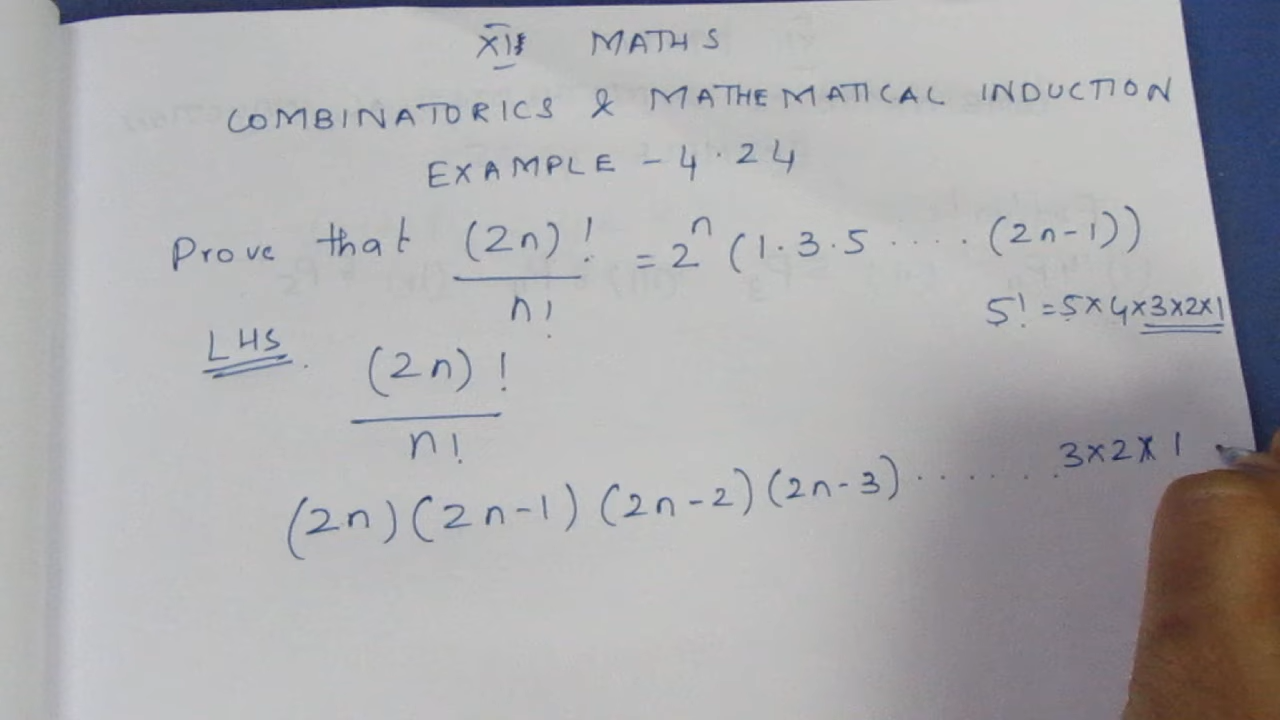 XI MATHS
COMBINATORICS & MATHEMATICAL INDUCTION
EXAMPLE - 4.24
Prove that (2n)!/n! = 2^n (1.3.5 .... (2n-1))
5! = 5×4×3×2×1
LHS. (2n)!/n!
(2n)(2n-1)(2n-2)(2n-3) ....... 3×2×1